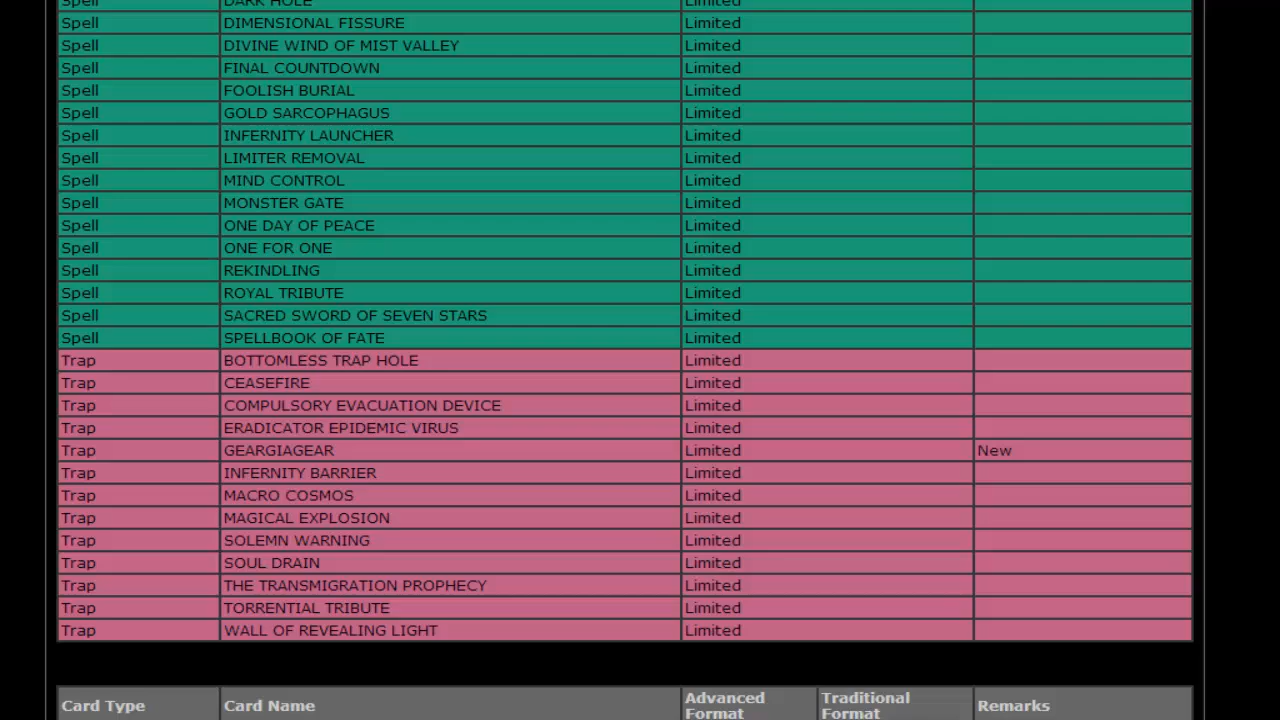 Spell DARK HOLE Limited
Spell DIMENSIONAL FISSURE Limited
Spell DIVINE WIND OF MIST VALLEY Limited
Spell FINAL COUNTDOWN Limited
Spell FOOLISH BURIAL Limited
Spell GOLD SARCOPHAGUS Limited
Spell INFERNITY LAUNCHER Limited
Spell LIMITER REMOVAL Limited
Spell MIND CONTROL Limited
Spell MONSTER GATE Limited
Spell ONE DAY OF PEACE Limited
Spell ONE FOR ONE Limited
Spell REKINDLING Limited
Spell ROYAL TRIBUTE Limited
Spell SACRED SWORD OF SEVEN STARS Limited
Spell SPELLBOOK OF FATE Limited
Trap BOTTOMLESS TRAP HOLE Limited
Trap CEASEFIRE Limited
Trap COMPULSORY EVACUATION DEVICE Limited
Trap ERADICATOR EPIDEMIC VIRUS Limited
Trap GEARGIAGEAR Limited New
Trap INFERNITY BARRIER Limited
Trap MACRO COSMOS Limited
Trap MAGICAL EXPLOSION Limited
Trap SOLEMN WARNING Limited
Trap SOUL DRAIN Limited
Trap THE TRANSMIGRATION PROPHECY Limited
Trap TORRENTIAL TRIBUTE Limited
Trap WALL OF REVEALING LIGHT Limited
Card Type Card Name Advanced Format Traditional Format Remarks